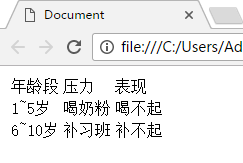 Document
file:///C:/Users/Ad
年龄段 压力 表现
1~5岁 喝奶粉 喝不起
6~10岁 补习班 补不起